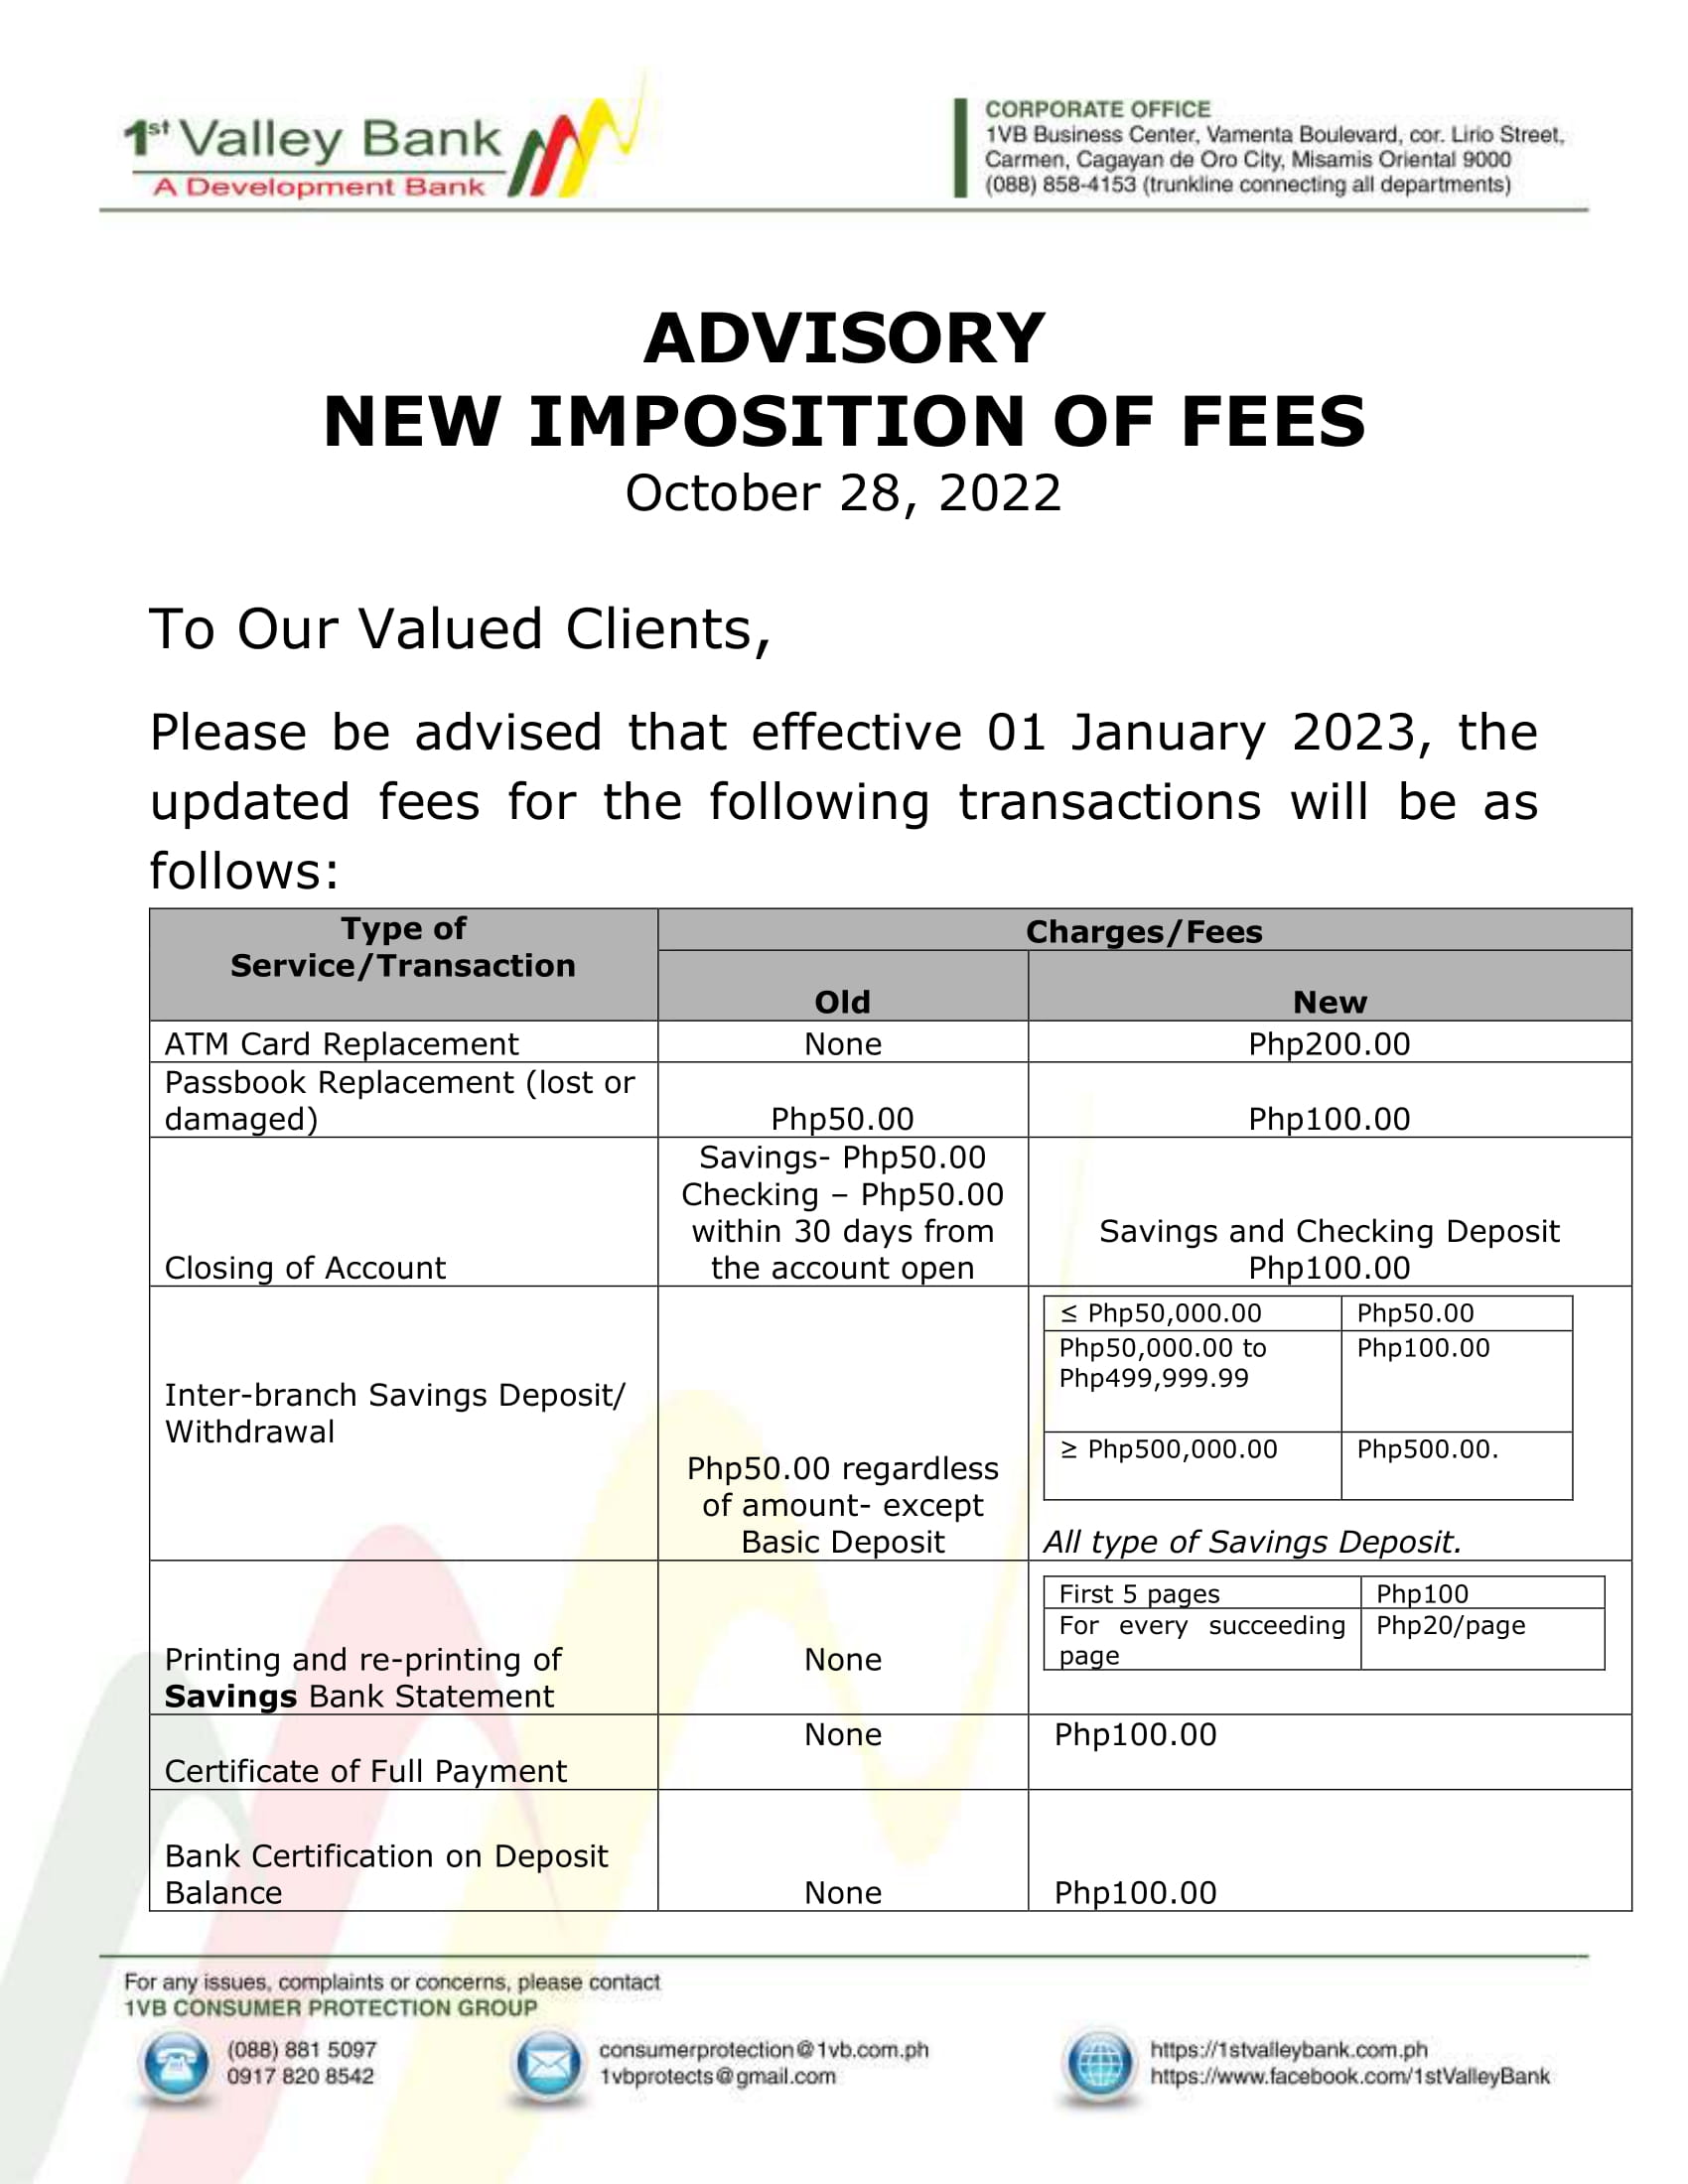 1st Valley Bank
A Development Bank
CORPORATE OFFICE
1VB Business Center, Vamenta Boulevard, cor. Lirio Street,
Carmen, Cagayan de Oro City, Misamis Oriental 9000
(088) 858-4153 (trunkline connecting all departments)
ADVISORY
NEW IMPOSITION OF FEES
October 28, 2022
To Our Valued Clients,
Please be advised that effective 01 January 2023, the
updated fees for the following transactions will be as
follows:
Type of
Service/Transaction
Charges/Fees
Old
New
ATM Card Replacement
None
Php200.00
Passbook Replacement (lost or
damaged)
Php50.00
Php100.00
Closing of Account
Savings- Php50.00
Checking – Php50.00
within 30 days from
the account open
Savings and Checking Deposit
Php100.00
Inter-branch Savings Deposit/
Withdrawal
Php50.00 regardless
of amount- except
Basic Deposit
≤ Php50,000.00
Php50.00
Php50,000.00 to
Php499,999.99
Php100.00
≥ Php500,000.00
Php500.00.
All type of Savings Deposit.
Printing and re-printing of
Savings Bank Statement
None
First 5 pages
Php100
For every succeeding
page
Php20/page
Certificate of Full Payment
None
Php100.00
Bank Certification on Deposit
Balance
None
Php100.00
For any issues, complaints or concerns, please contact
1VB CONSUMER PROTECTION GROUP
(088) 881 5097
0917 820 8542
consumerprotection@1vb.com.ph
1vbprotects@gmail.com
https://1stvalleybank.com.ph
https://www.facebook.com/1stValleyBank